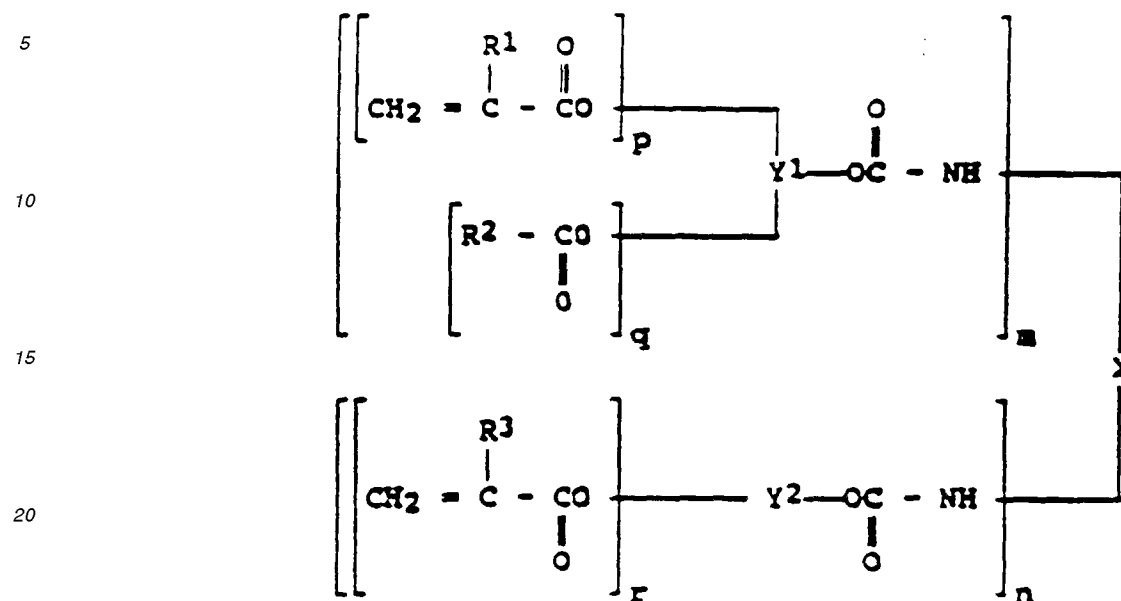 5
R1 O
CH2 = C - CO
p
O
Y1 OC - NH
10
R2 - CO
O
q
m
15
R3
CH2 = C - CO Y2 OC - NH
20
O O
r n